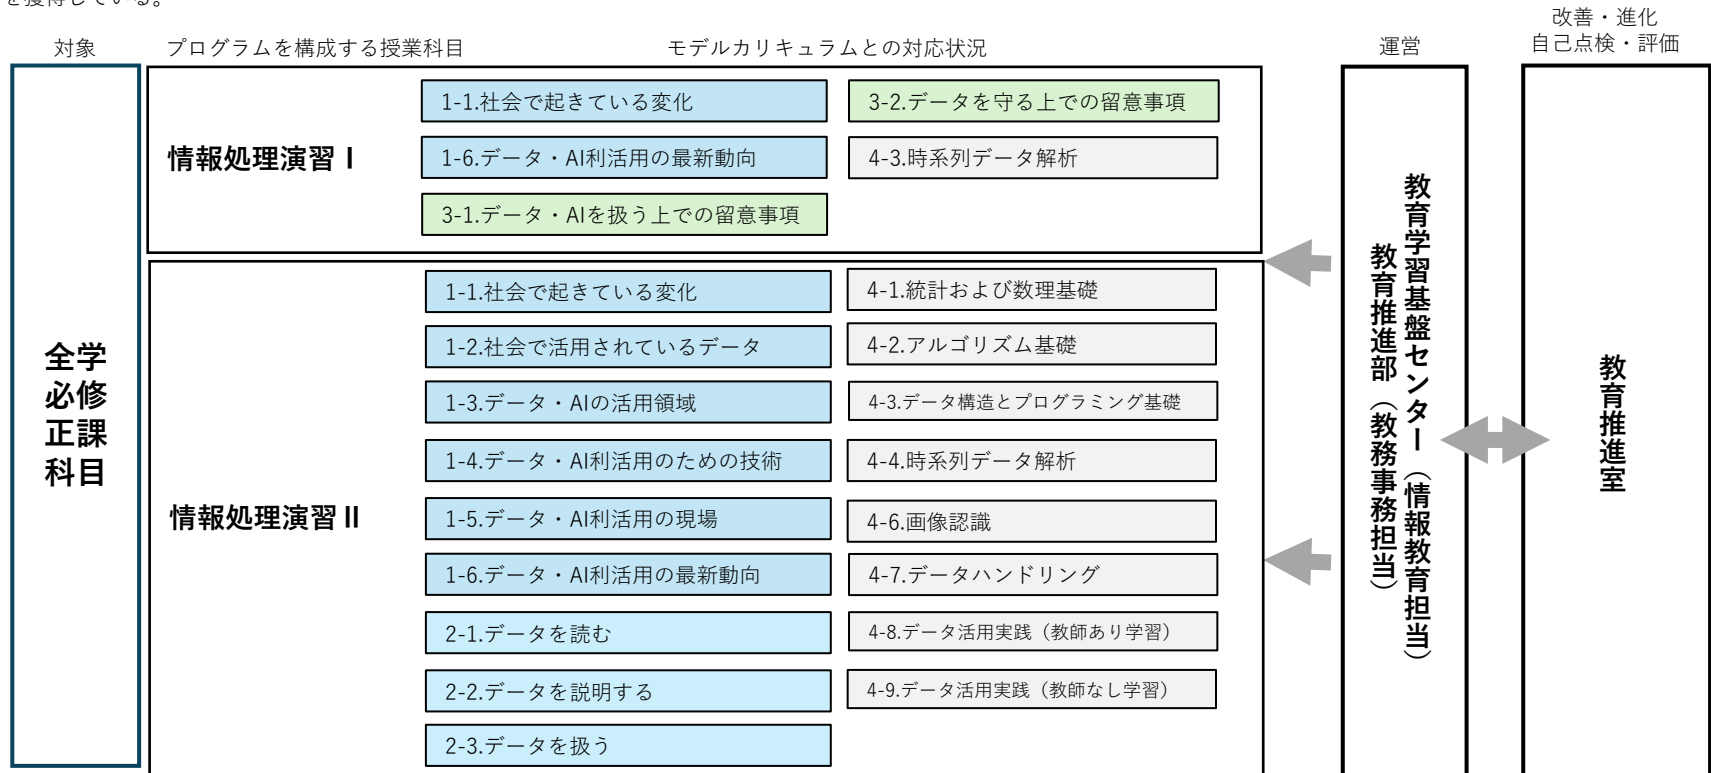 を獲得している。
改善・進化
対象 プログラムを構成する授業科目 モデルカリキュラムとの対応状況 運営 自己点検・評価
全学
必修
正課
科目
情報処理演習Ⅰ
1-1.社会で起きている変化
1-6.データ・AI利活用の最新動向
3-1.データ・AIを扱う上での留意事項
3-2.データを守る上での留意事項
4-3.時系列データ解析
情報処理演習Ⅱ
1-1.社会で起きている変化
1-2.社会で活用されているデータ
1-3.データ・AIの活用領域
1-4.データ・AI利活用のための技術
1-5.データ・AI利活用の現場
1-6.データ・AI利活用の最新動向
2-1.データを読む
2-2.データを説明する
2-3.データを扱う
4-1.統計および数理基礎
4-2.アルゴリズム基礎
4-3.データ構造とプログラミング基礎
4-4.時系列データ解析
4-6.画像認識
4-7.データハンドリング
4-8.データ活用実践（教師あり学習）
4-9.データ活用実践（教師なし学習）
教育学習基盤センター（情報教育担当）
教育推進部（教務事務担当）
教育推進室